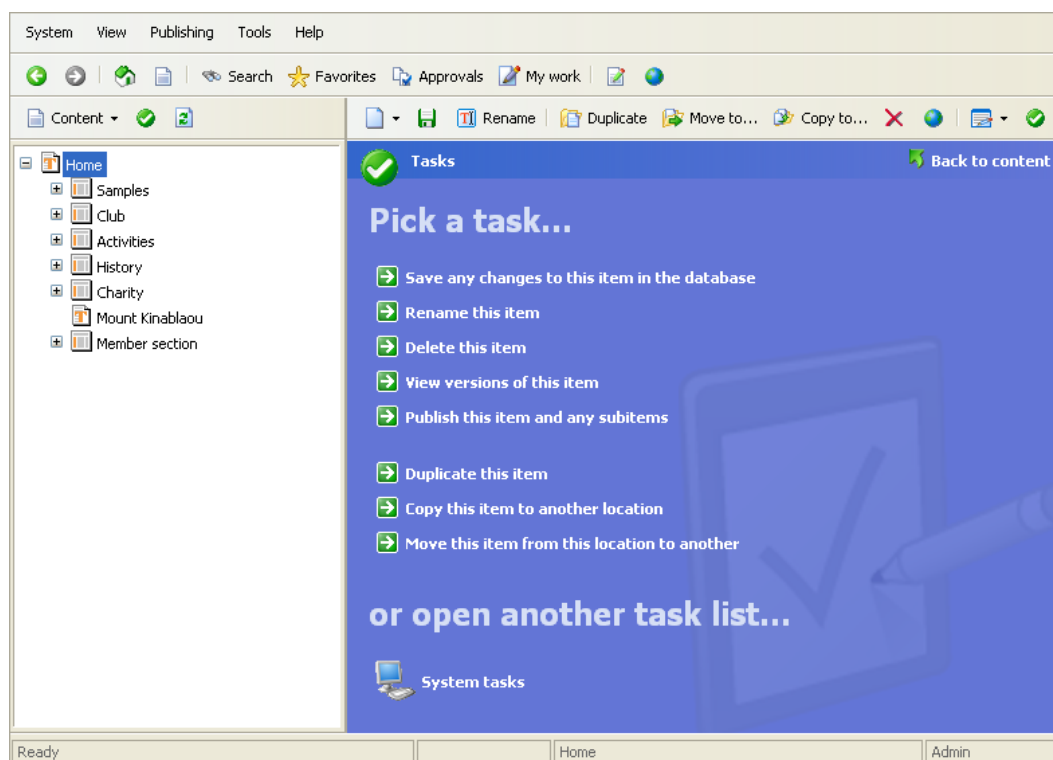 System View Publishing Tools Help
Search Favorites Approvals My work
Content Rename Duplicate Move to... Copy to...
Home
Samples
Club
Activities
History
Charity
Mount Kinablaou
Member section
Tasks Back to content
Pick a task...
Save any changes to this item in the database
Rename this item
Delete this item
View versions of this item
Publish this item and any subitems
Duplicate this item
Copy this item to another location
Move this item from this location to another
or open another task list...
System tasks
Ready Home Admin